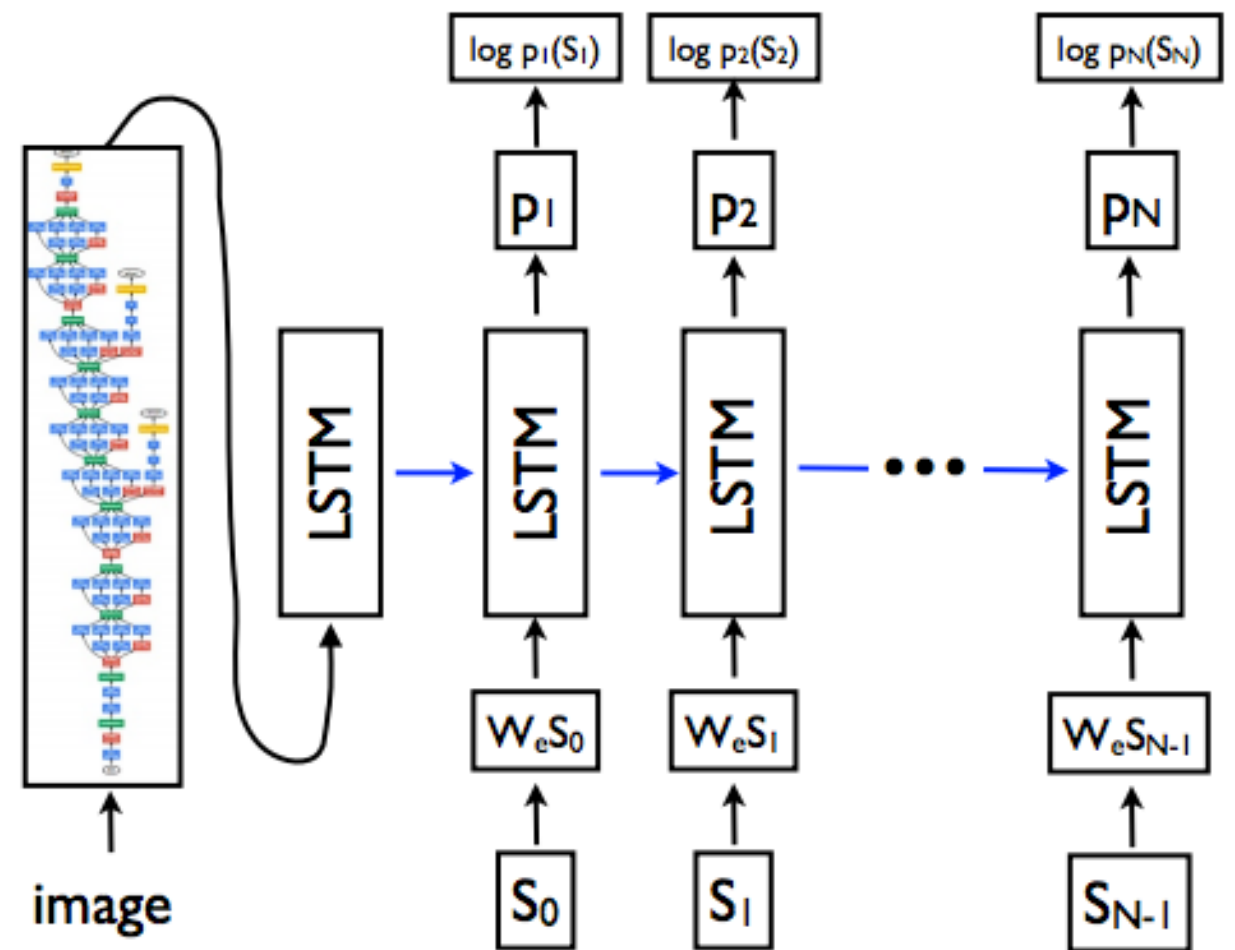 log p₁(S₁) log p₂(S₂) log pN(SN)
p₁ p₂ pN
LSTM LSTM LSTM ••• LSTM
WₑS₀ WₑS₁ WₑSN-1
image S₀ S₁ SN-1